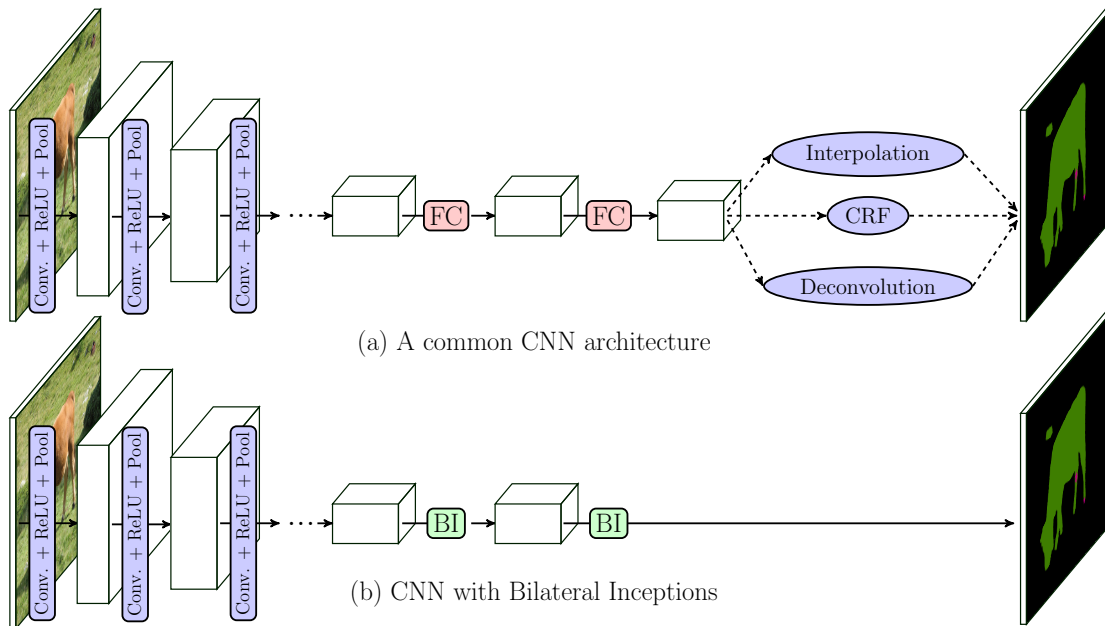 Conv. + ReLU + Pool
Conv. + ReLU + Pool
Conv. + ReLU + Pool
...
FC
FC
Interpolation
CRF
Deconvolution
(a) A common CNN architecture
Conv. + ReLU + Pool
Conv. + ReLU + Pool
Conv. + ReLU + Pool
...
BI
BI
(b) CNN with Bilateral Inceptions